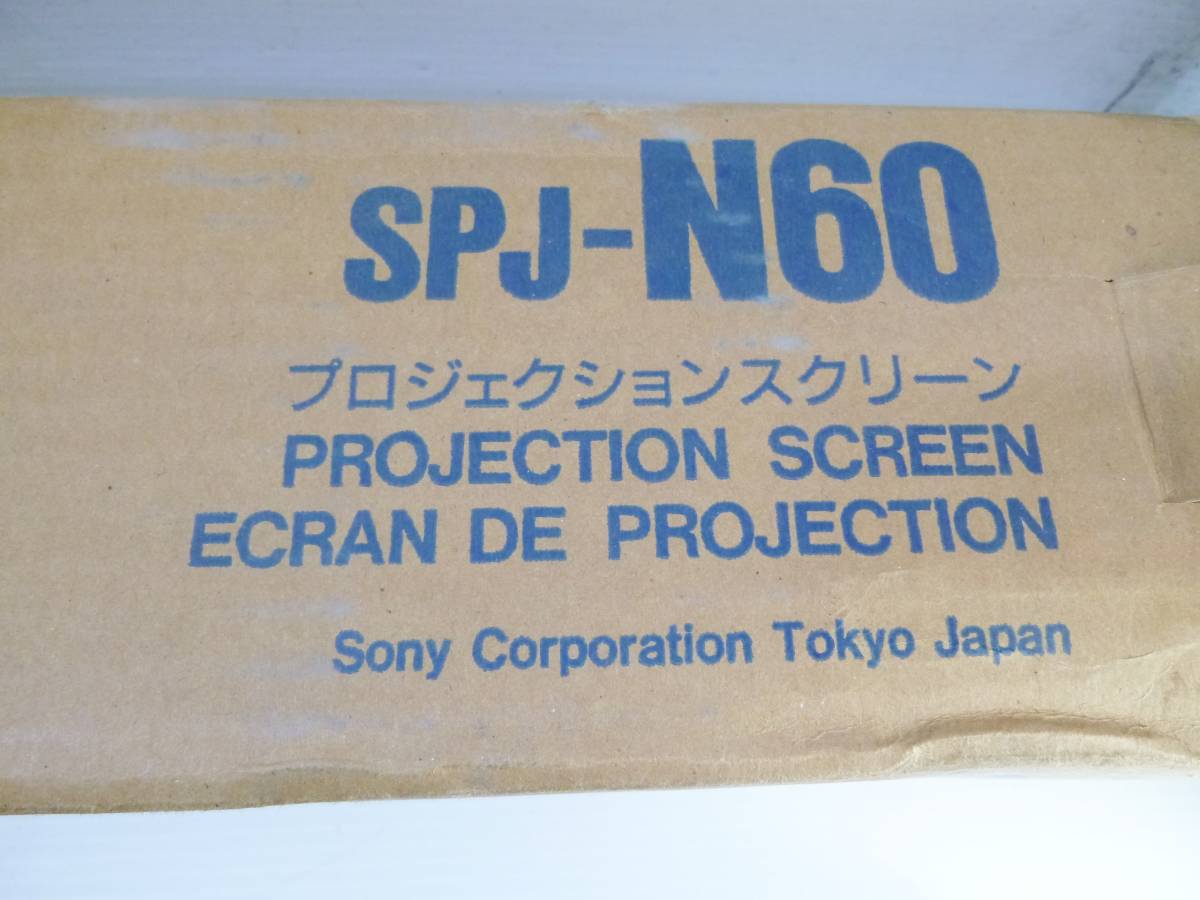 SPJ-N60
プロジェクションスクリーン
PROJECTION SCREEN
ECRAN DE PROJECTION
Sony Corporation Tokyo Japan